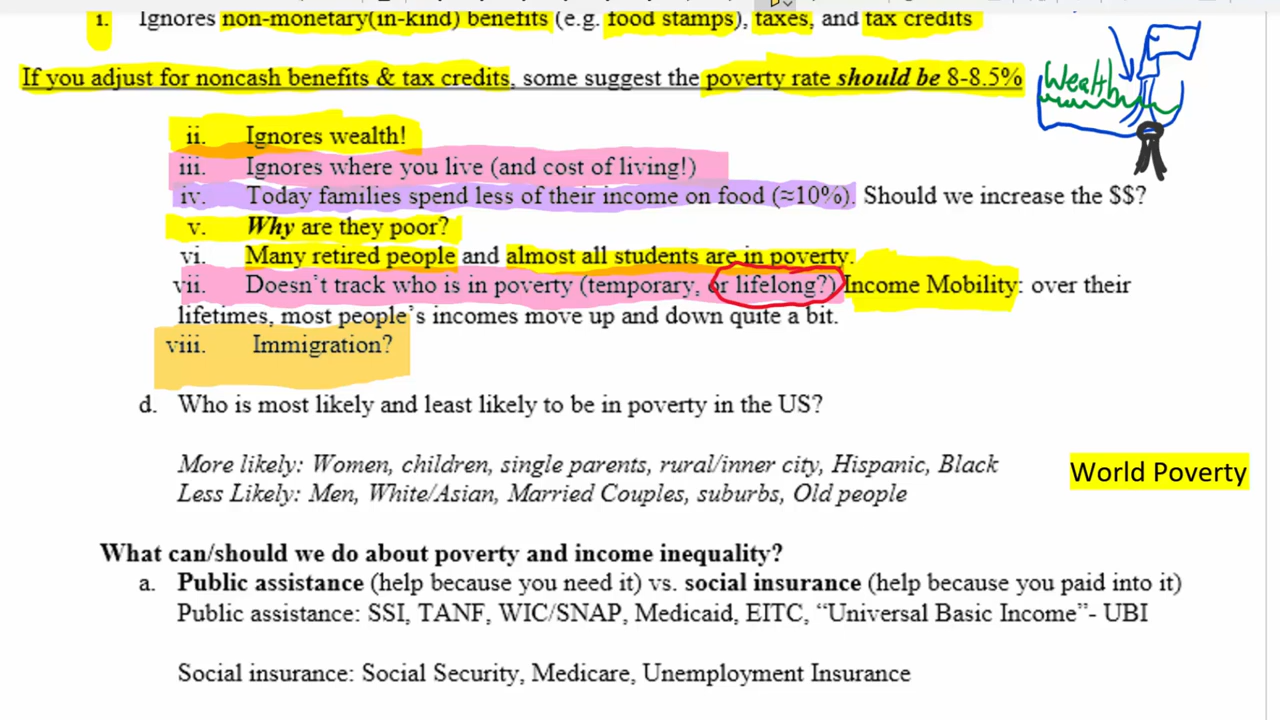 i. Ignores non-monetary(in-kind) benefits (e.g. food stamps), taxes, and tax credits
If you adjust for noncash benefits & tax credits, some suggest the poverty rate should be 8-8.5%
Wealth
ii. Ignores wealth!
iii. Ignores where you live (and cost of living!)
iv. Today families spend less of their income on food (≈10%). Should we increase the $$?
v. Why are they poor?
vi. Many retired people and almost all students are in poverty.
vii. Doesn't track who is in poverty (temporary, or lifelong?) Income Mobility: over their
lifetimes, most people's incomes move up and down quite a bit.
viii. Immigration?
d. Who is most likely and least likely to be in poverty in the US?
More likely: Women, children, single parents, rural/inner city, Hispanic, Black
Less Likely: Men, White/Asian, Married Couples, suburbs, Old people
World Poverty
What can/should we do about poverty and income inequality?
a. Public assistance (help because you need it) vs. social insurance (help because you paid into it)
Public assistance: SSI, TANF, WIC/SNAP, Medicaid, EITC, “Universal Basic Income”- UBI
Social insurance: Social Security, Medicare, Unemployment Insurance